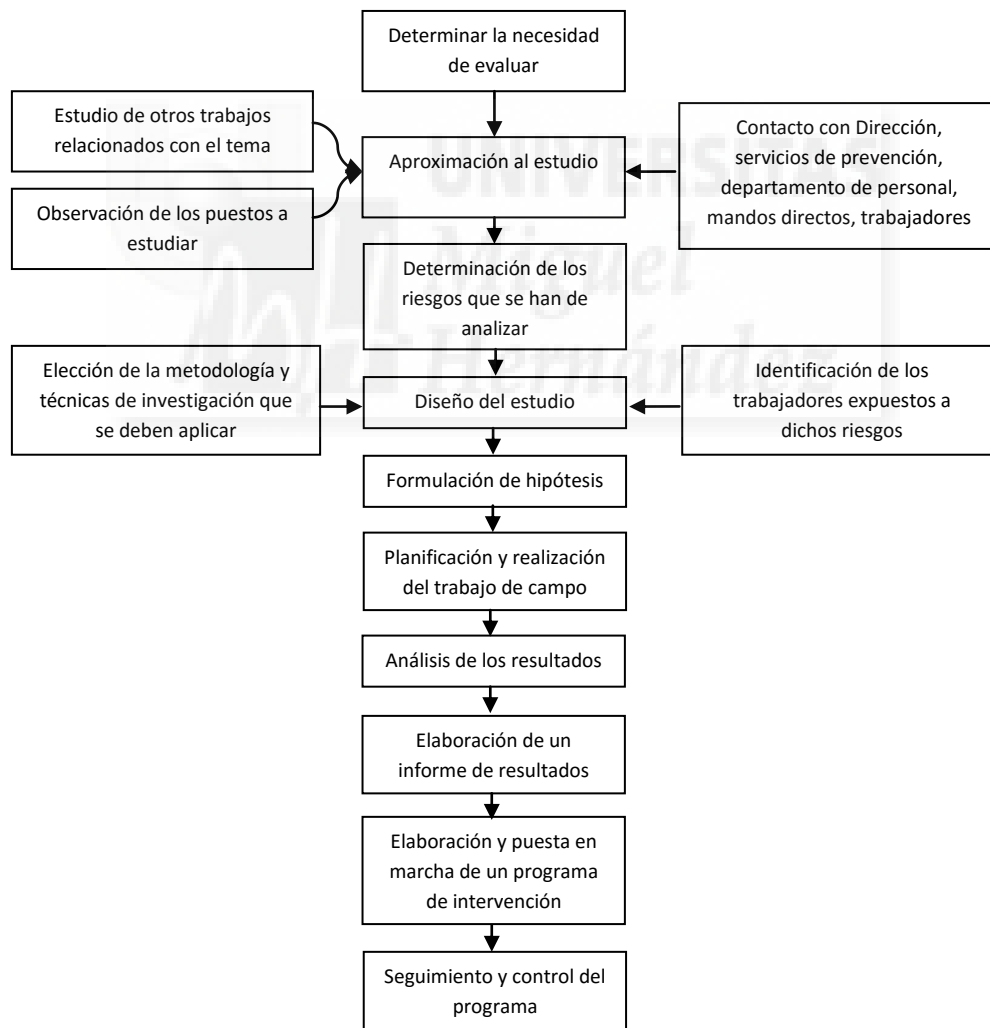 Determinar la necesidad
de evaluar
Estudio de otros trabajos
relacionados con el tema
Aproximación al estudio
Contacto con Dirección,
servicios de prevención,
departamento de personal,
mandos directos, trabajadores
Observación de los puestos a
estudiar
UNIVERSITAS
Miguel
Hernández
Determinación de los
riesgos que se han de
analizar
Elección de la metodología y
técnicas de investigación que
se deben aplicar
Diseño del estudio
Identificación de los
trabajadores expuestos a
dichos riesgos
Formulación de hipótesis
Planificación y realización
del trabajo de campo
Análisis de los resultados
Elaboración de un
informe de resultados
Elaboración y puesta en
marcha de un programa
de intervención
Seguimiento y control del
programa